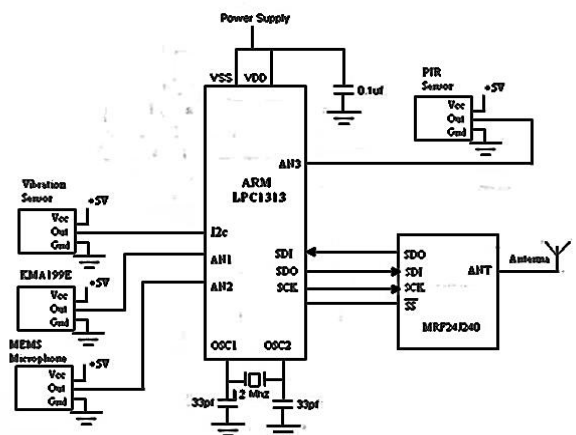 Power Supply
VSS VDD
0.1uf
PIR
Sensor
+5V
Vcc
Out
Gnd
AN3
ARM
LPC1313
Vibration
Sensor
+5V
Vcc
Out
Gnd
I2c
KMA199E
+5V
Vcc
Out
Gnd
AN1
AN2
MEMS
Microphone
+5V
Vcc
Out
Gnd
SDI
SDO
SCK
SDO
SDI
SCK
SS
ANT
MRF24J240
Antenna
OSC1 OSC2
33pf
12 Mhz
33pf